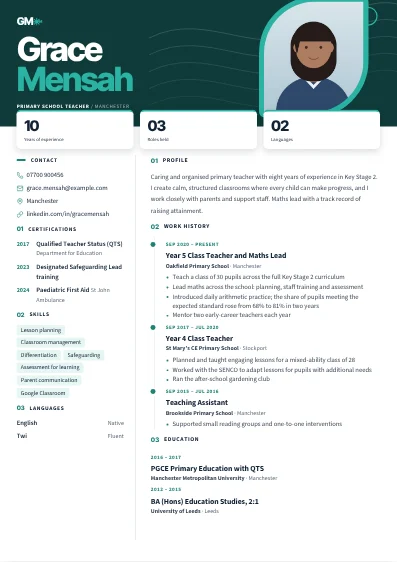 GM
Grace
Mensah
PRIMARY SCHOOL TEACHER / MANCHESTER
10
Years of experience
03
Roles held
02
Languages
CONTACT
07700 900456
grace.mensah@example.com
Manchester
linkedin.com/in/gracemensah
01 CERTIFICATIONS
2017 Qualified Teacher Status (QTS)
Department for Education
2023 Designated Safeguarding Lead
training
2024 Paediatric First Aid St John
Ambulance
02 SKILLS
Lesson planning
Classroom management
Differentiation Safeguarding
Assessment for learning
Parent communication
Google Classroom
03 LANGUAGES
English Native
Twi Fluent
01 PROFILE
Caring and organised primary teacher with eight years of experience in Key Stage 2.
I create calm, structured classrooms where every child can make progress, and I
work closely with parents and support staff. Maths lead with a track record of
raising attainment.
02 WORK HISTORY
SEP 2020 – PRESENT
Year 5 Class Teacher and Maths Lead
Oakfield Primary School · Manchester
• Teach a class of 30 pupils across the full Key Stage 2 curriculum
• Lead maths across the school: planning, staff training and assessment
• Introduced daily arithmetic practice; the share of pupils meeting the
expected standard rose from 68% to 81% in two years
• Mentor two early-career teachers each year
SEP 2017 – JUL 2020
Year 4 Class Teacher
St Mary's CE Primary School · Stockport
• Planned and taught engaging lessons for a mixed-ability class of 28
• Worked with the SENCO to adapt lessons for pupils with additional needs
• Ran the after-school gardening club
SEP 2015 – JUL 2016
Teaching Assistant
Brookside Primary School · Manchester
• Supported small reading groups and one-to-one interventions
03 EDUCATION
2016 – 2017
PGCE Primary Education with QTS
Manchester Metropolitan University · Manchester
2012 – 2015
BA (Hons) Education Studies, 2:1
University of Leeds · Leeds